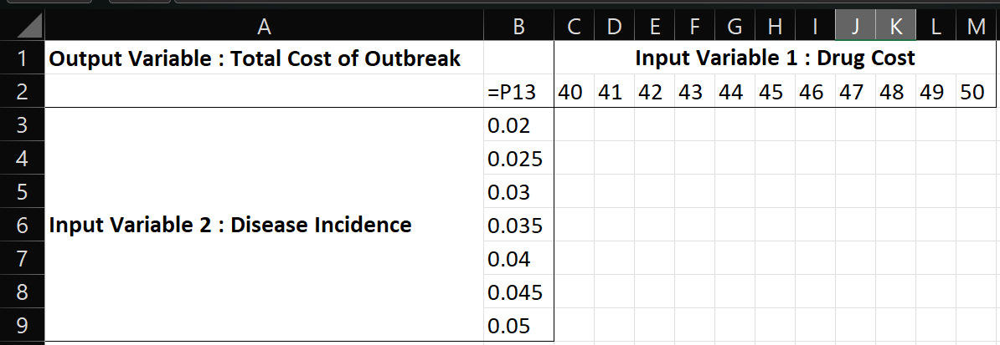 A B C D E F G H I J K L M
1 Output Variable : Total Cost of Outbreak Input Variable 1 : Drug Cost
2 =P13 40 41 42 43 44 45 46 47 48 49 50
3 0.02
4 0.025
5 0.03
6 Input Variable 2 : Disease Incidence 0.035
7 0.04
8 0.045
9 0.05